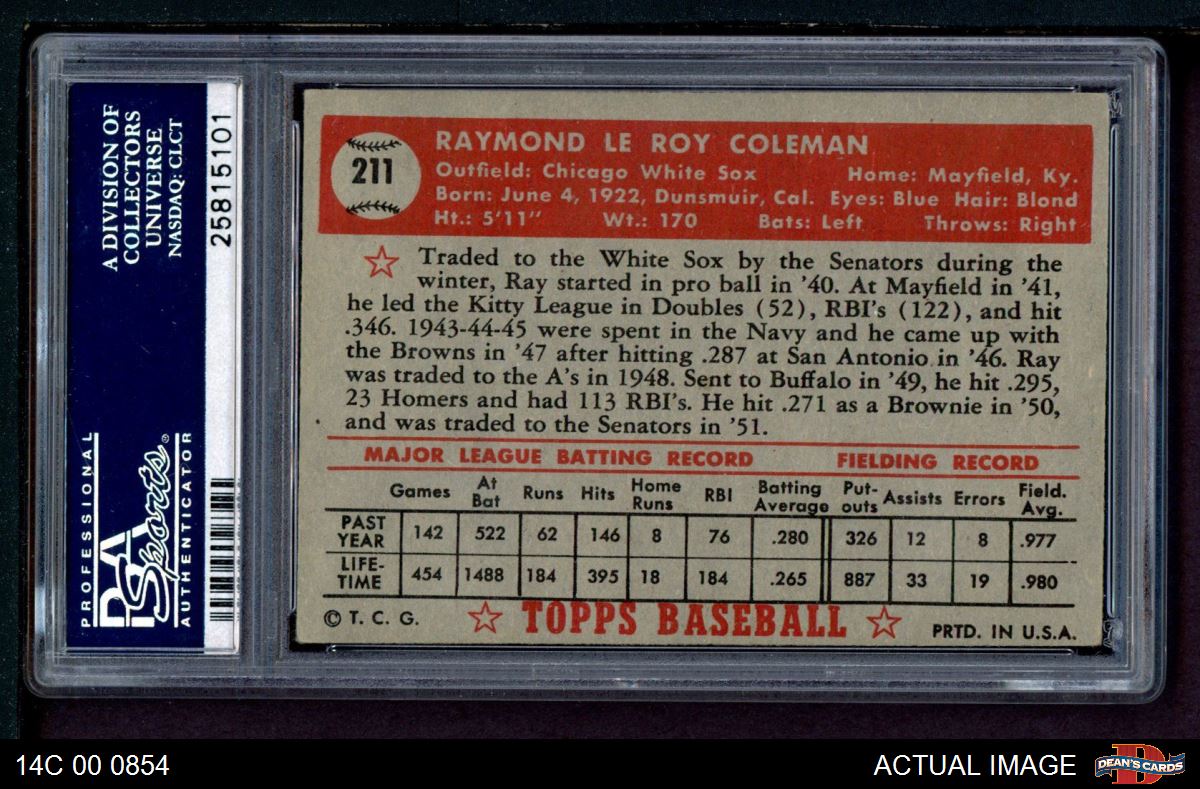 A DIVISION OF
COLLECTORS
UNIVERSE
NASDAQ: CLCT
25815101
PROFESSIONAL
PSA
Sports®
AUTHENTICATOR
211
RAYMOND LE ROY COLEMAN
Outfield: Chicago White Sox Home: Mayfield, Ky.
Born: June 4, 1922, Dunsmuir, Cal. Eyes: Blue Hair: Blond
Ht.: 5'11" Wt.: 170 Bats: Left Throws: Right
Traded to the White Sox by the Senators during the
winter, Ray started in pro ball in '40. At Mayfield in '41,
he led the Kitty League in Doubles (52), RBI's (122), and hit
.346. 1943-44-45 were spent in the Navy and he came up with
the Browns in '47 after hitting .287 at San Antonio in '46. Ray
was traded to the A's in 1948. Sent to Buffalo in '49, he hit .295,
23 Homers and had 113 RBI's. He hit .271 as a Brownie in '50,
and was traded to the Senators in '51.
MAJOR LEAGUE BATTING RECORD FIELDING RECORD
Games At Bat Runs Hits Home Runs RBI Batting Average Put-outs Assists Errors Field. Avg.
PAST YEAR 142 522 62 146 8 76 .280 326 12 8 .977
LIFE-TIME 454 1488 184 395 18 184 .265 887 33 19 .980
© T. C. G. TOPPS BASEBALL PRTD. IN U.S.A.
14C 00 0854 ACTUAL IMAGE
D
DEAN'S CARDS